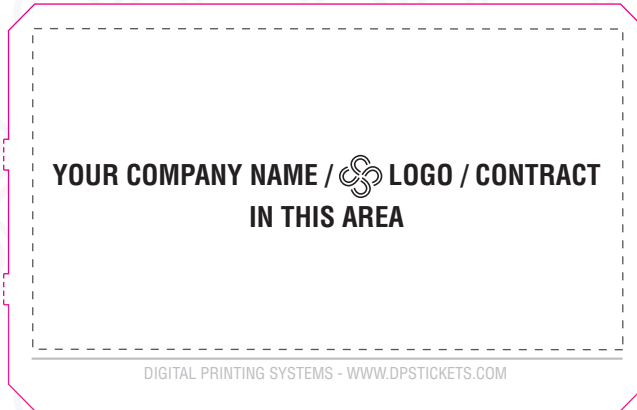 YOUR COMPANY NAME / LOGO / CONTRACT
IN THIS AREA
DIGITAL PRINTING SYSTEMS - WWW.DPSTICKETS.COM